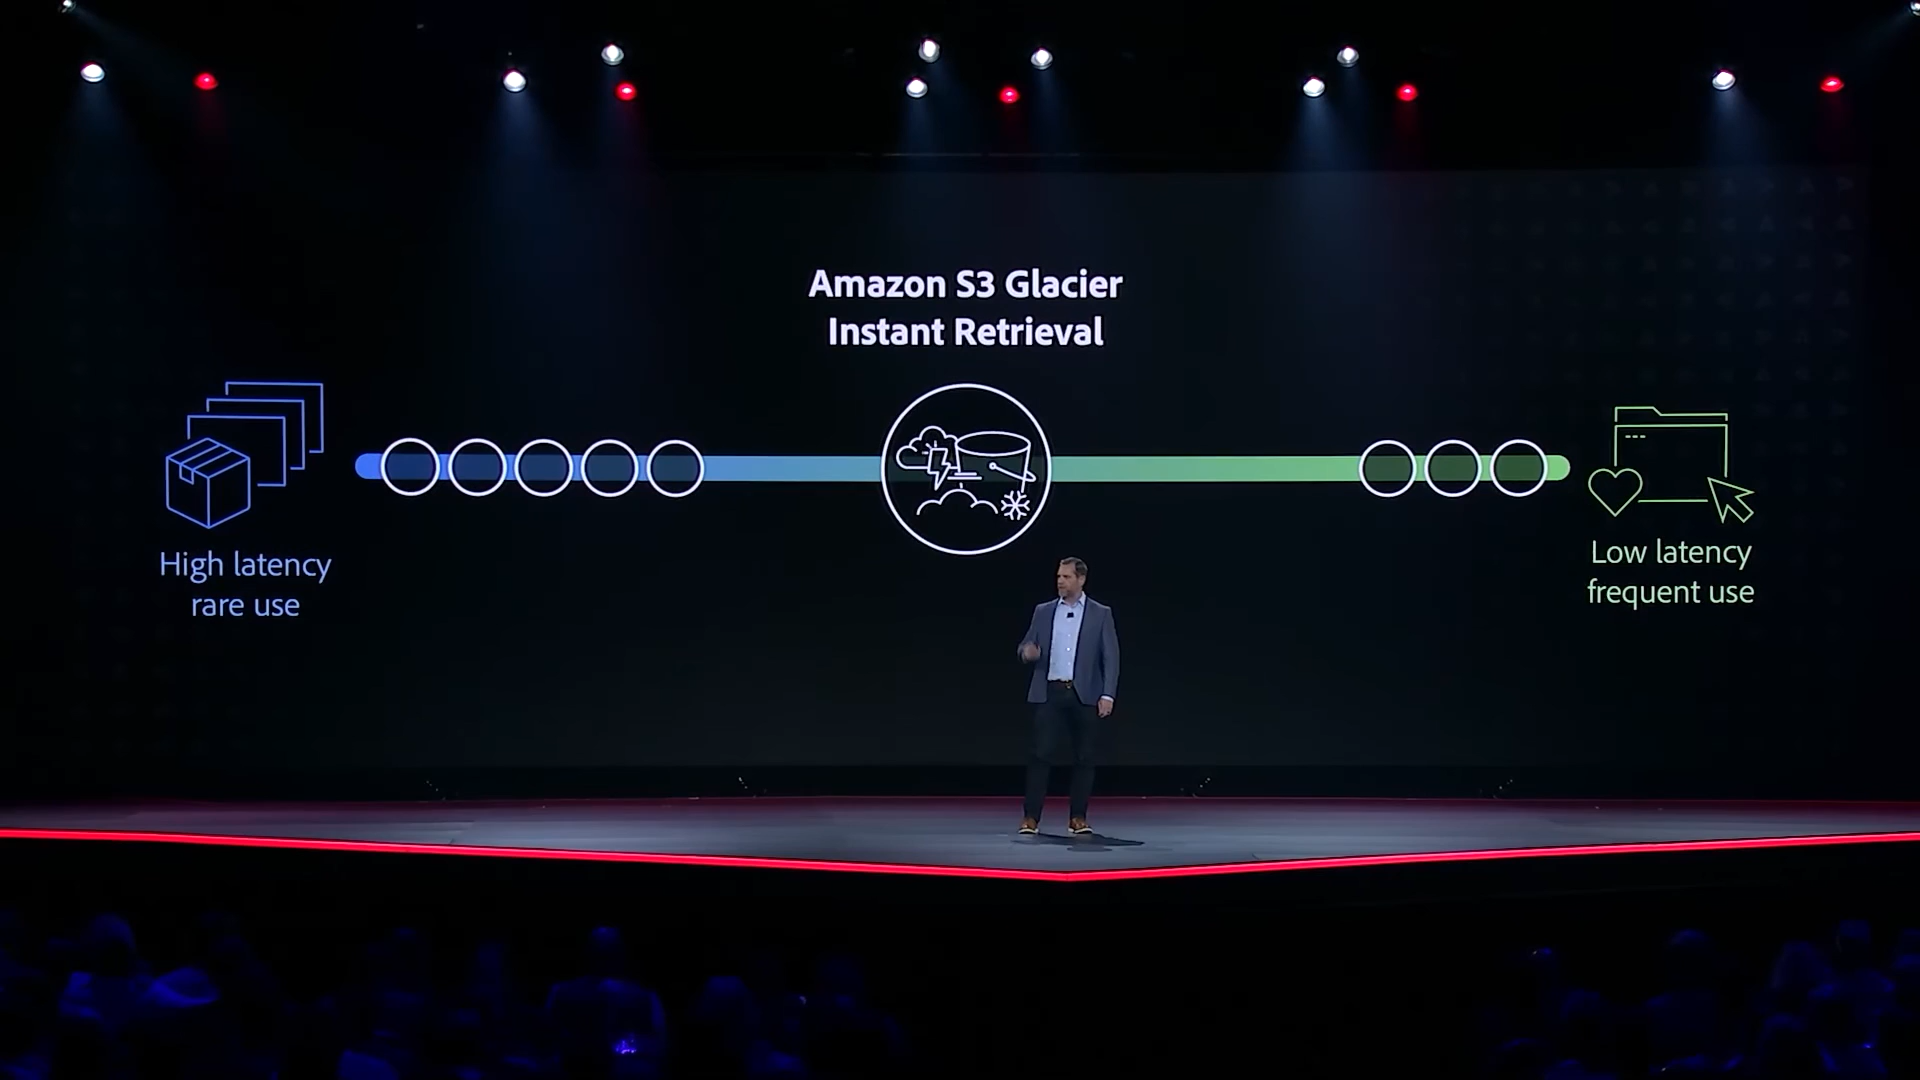 Amazon S3 Glacier
Instant Retrieval
High latency
rare use
Low latency
frequent use